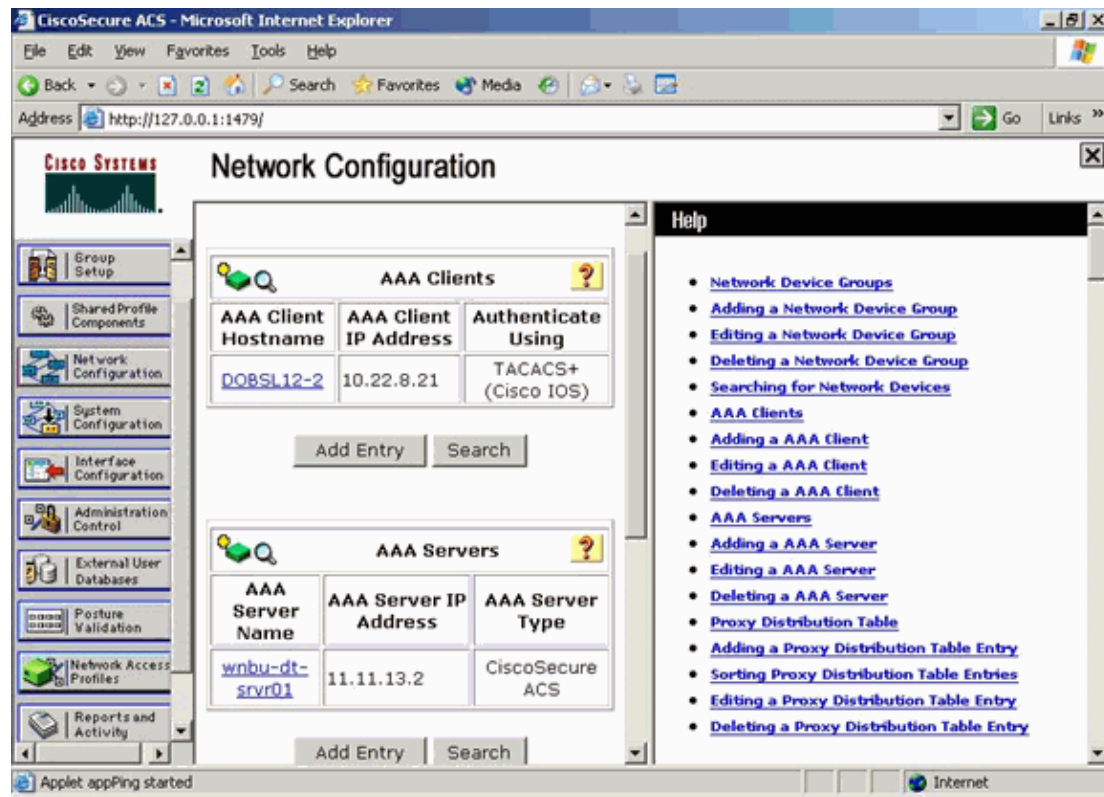 CiscoSecure ACS - Microsoft Internet Explorer
File Edit View Favorites Tools Help
Back Search Favorites Media
Address http://127.0.0.1:1479/ Go Links »
CISCO SYSTEMS
Network Configuration
Group
Setup
Shared Profile
Components
Network
Configuration
System
Configuration
Interface
Configuration
Administration
Control
External User
Databases
Posture
Validation
Network Access
Profiles
Reports and
Activity
AAA Clients
AAA Client
Hostname
AAA Client
IP Address
Authenticate
Using
DOBSL12-2
10.22.8.21
TACACS+
(Cisco IOS)
Add Entry Search
AAA Servers
AAA
Server
Name
AAA Server IP
Address
AAA Server
Type
wnbu-dt-
srvr01
11.11.13.2
CiscoSecure
ACS
Add Entry Search
Help
Network Device Groups
Adding a Network Device Group
Editing a Network Device Group
Deleting a Network Device Group
Searching for Network Devices
AAA Clients
Adding a AAA Client
Editing a AAA Client
Deleting a AAA Client
AAA Servers
Adding a AAA Server
Editing a AAA Server
Deleting a AAA Server
Proxy Distribution Table
Adding a Proxy Distribution Table Entry
Sorting Proxy Distribution Table Entries
Editing a Proxy Distribution Table Entry
Deleting a Proxy Distribution Table Entry
Applet appPing started
Internet